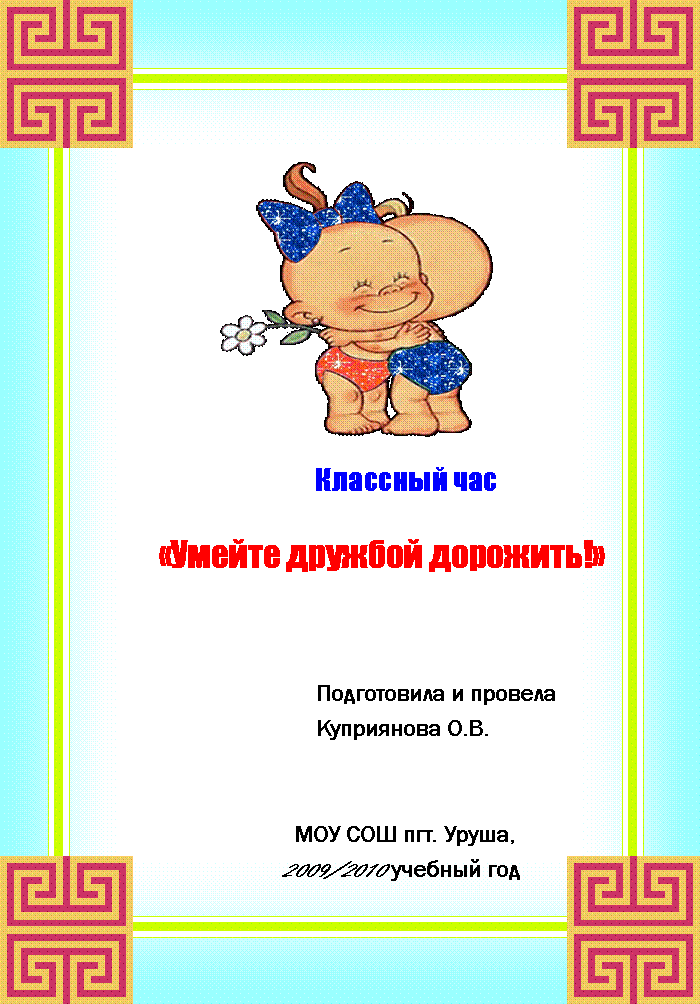 Классный час
«Умейте дружбой дорожить!»
Подготовила и провела
Куприянова О.В.
МОУ СОШ пгт. Уруша,
2009/2010 учебный год